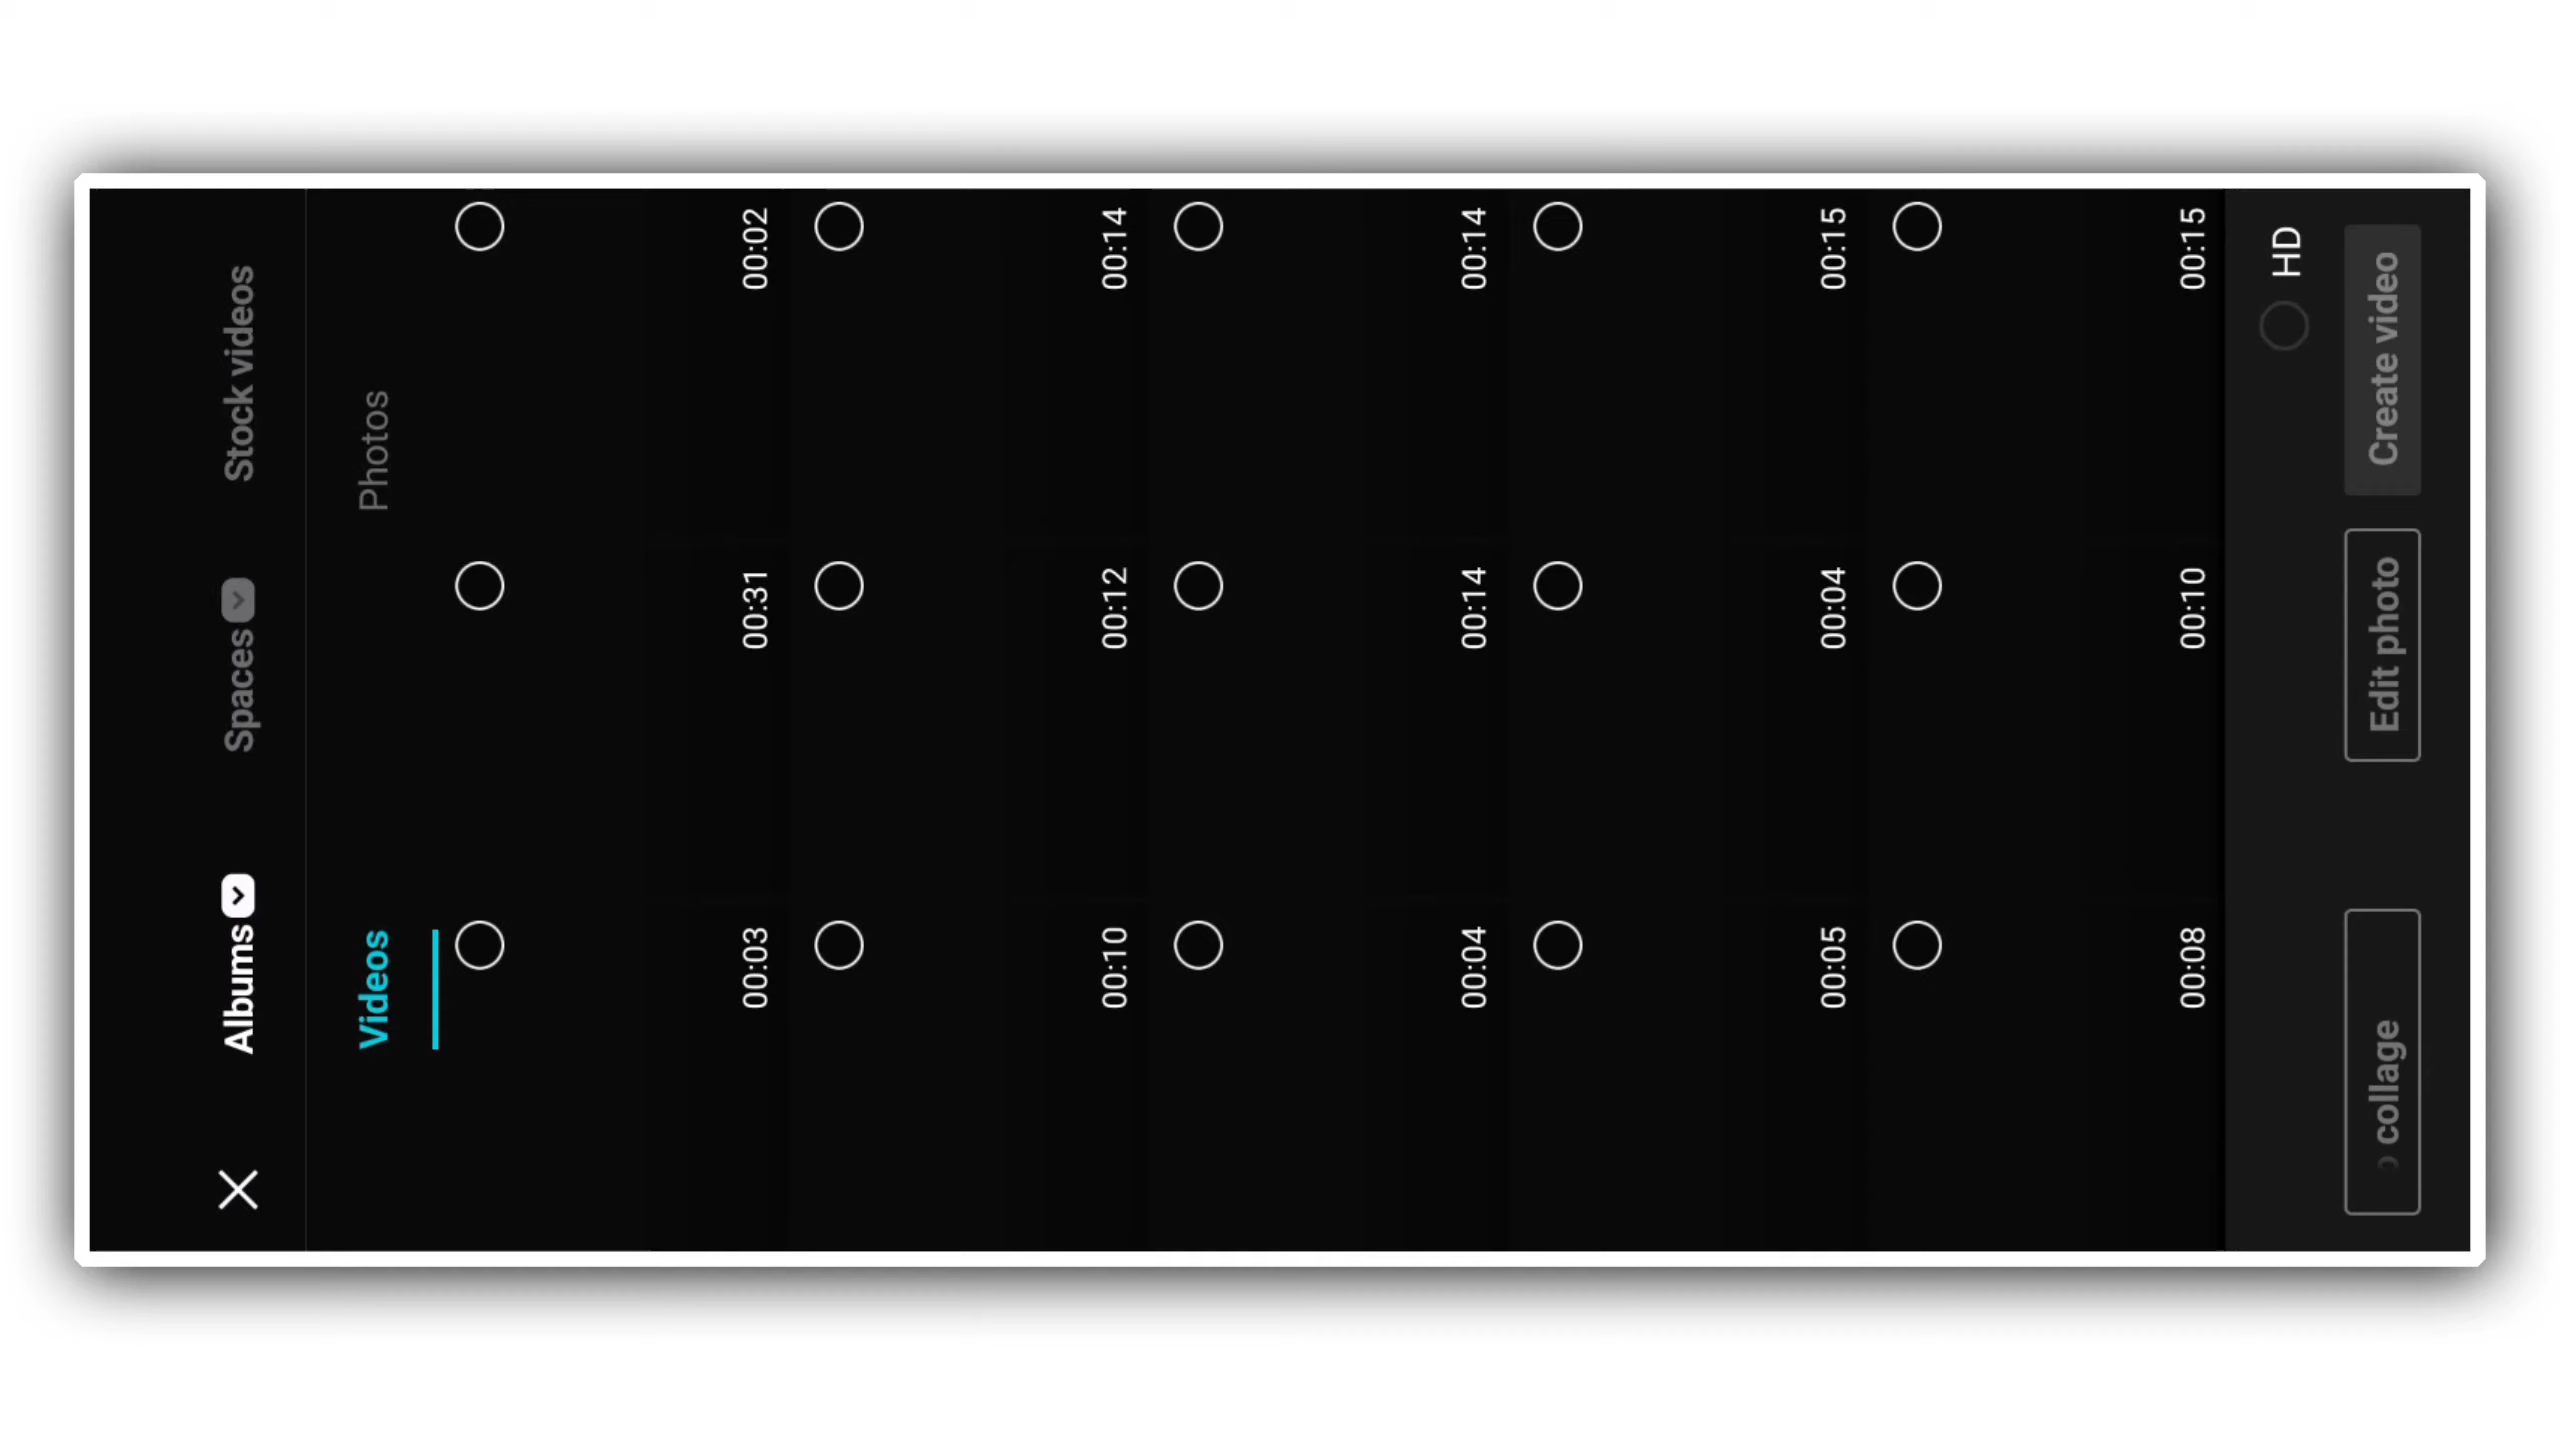 Albums Spaces Stock videos
Videos Photos
00:03 00:31 00:02
00:10 00:12 00:14
00:04 00:14 00:14
00:05 00:04 00:15
00:08 00:10 00:15
HD
collage Edit photo Create video